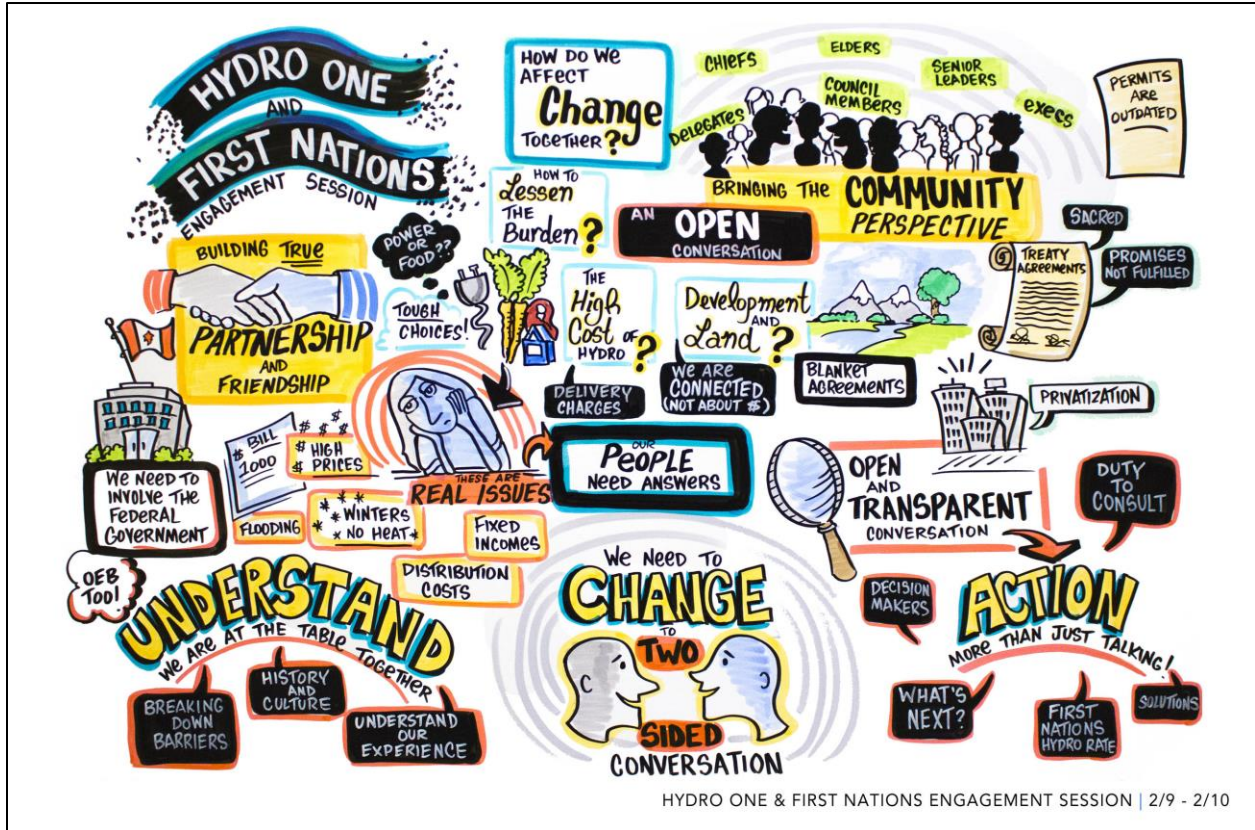 HYDRO ONE
AND
FIRST NATIONS
ENGAGEMENT SESSION
HOW DO WE
AFFECT
Change
TOGETHER?
CHIEFS
ELDERS
SENIOR
LEADERS
COUNCIL
MEMBERS
DELEGATES
EXECS
BRINGING THE COMMUNITY
PERSPECTIVE
PERMITS
ARE
OUTDATED
HOW TO
Lessen
THE
Burden?
AN OPEN
CONVERSATION
SACRED
TREATY
AGREEMENTS
PROMISES
NOT FULFILLED
BUILDING TRUE
PARTNERSHIP
AND
FRIENDSHIP
POWER
OR
FOOD??
TOUGH
CHOICES!
THE
High
Cost OF
HYDRO?
Development
AND
Land?
DELIVERY
CHARGES
WE ARE
CONNECTED
(NOT ABOUT $)
BLANKET
AGREEMENTS
PRIVATIZATION
WE NEED TO
INVOLVE THE
FEDERAL
GOVERNMENT
OEB
TOO!
BILL
$1000
$ $ $ $
$ HIGH
$ PRICES
FLOODING
WINTERS
NO HEAT
THESE ARE
REAL ISSUES
FIXED
INCOMES
DISTRIBUTION
COSTS
OUR
PEOPLE
NEED ANSWERS
OPEN
AND
TRANSPARENT
CONVERSATION
DUTY
TO
CONSULT
UNDERSTAND
WE ARE AT THE TABLE TOGETHER
BREAKING
DOWN
BARRIERS
HISTORY
AND
CULTURE
UNDERSTAND
OUR
EXPERIENCE
WE NEED TO
CHANGE
TO
TWO
SIDED
CONVERSATION
DECISION
MAKERS
ACTION
MORE THAN JUST TALKING!
WHAT'S
NEXT?
FIRST
NATIONS
HYDRO RATE
SOLUTIONS
HYDRO ONE & FIRST NATIONS ENGAGEMENT SESSION | 2/9 - 2/10